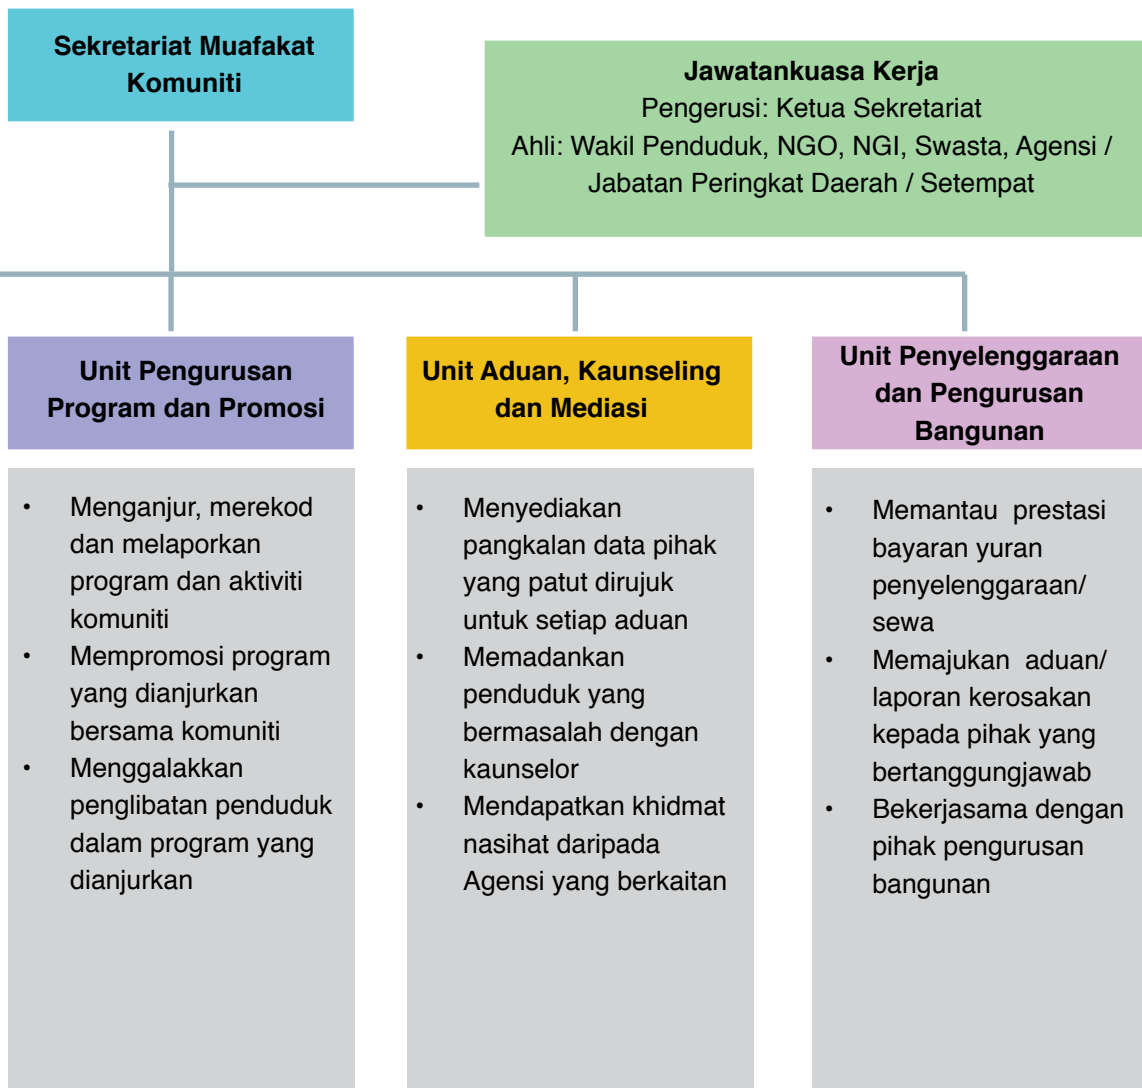 Sekretariat Muafakat
Komuniti
Jawatankuasa Kerja
Pengerusi: Ketua Sekretariat
Ahli: Wakil Penduduk, NGO, NGI, Swasta, Agensi /
Jabatan Peringkat Daerah / Setempat
Unit Pengurusan
Program dan Promosi
• Menganjur, merekod
dan melaporkan
program dan aktiviti
komuniti
• Mempromosi program
yang dianjurkan
bersama komuniti
• Menggalakkan
penglibatan penduduk
dalam program yang
dianjurkan
Unit Aduan, Kaunseling
dan Mediasi
• Menyediakan
pangkalan data pihak
yang patut dirujuk
untuk setiap aduan
• Memadankan
penduduk yang
bermasalah dengan
kaunselor
• Mendapatkan khidmat
nasihat daripada
Agensi yang berkaitan
Unit Penyelenggaraan
dan Pengurusan
Bangunan
• Memantau prestasi
bayaran yuran
penyelenggaraan/
sewa
• Memajukan aduan/
laporan kerosakan
kepada pihak yang
bertanggungjawab
• Bekerjasama dengan
pihak pengurusan
bangunan